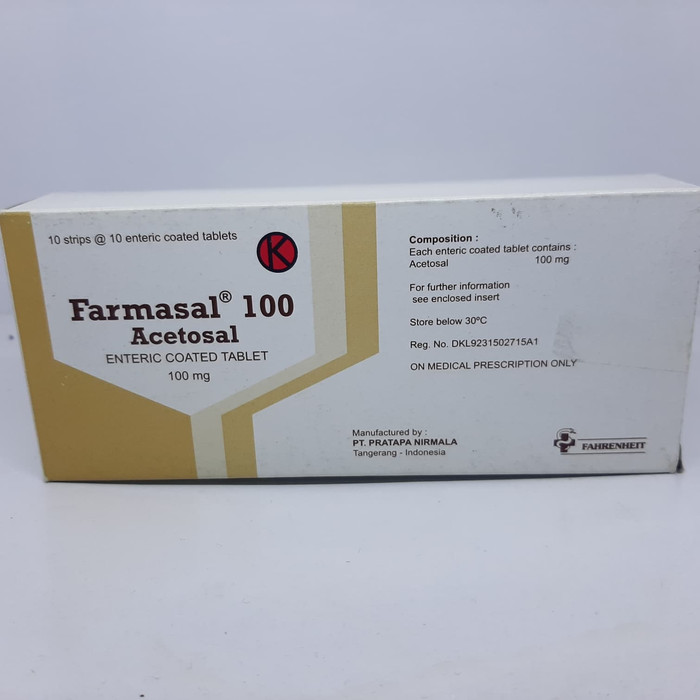 10 strips @ 10 enteric coated tablets
K
Farmasal® 100
Acetosal
ENTERIC COATED TABLET
100 mg
Composition :
Each enteric coated tablet contains :
Acetosal 100 mg
For further information
see enclosed insert
Store below 30ºC
Reg. No. DKL9231502715A1
ON MEDICAL PRESCRIPTION ONLY
Manufactured by :
PT. PRATAPA NIRMALA
Tangerang - Indonesia
FAHRENHEIT